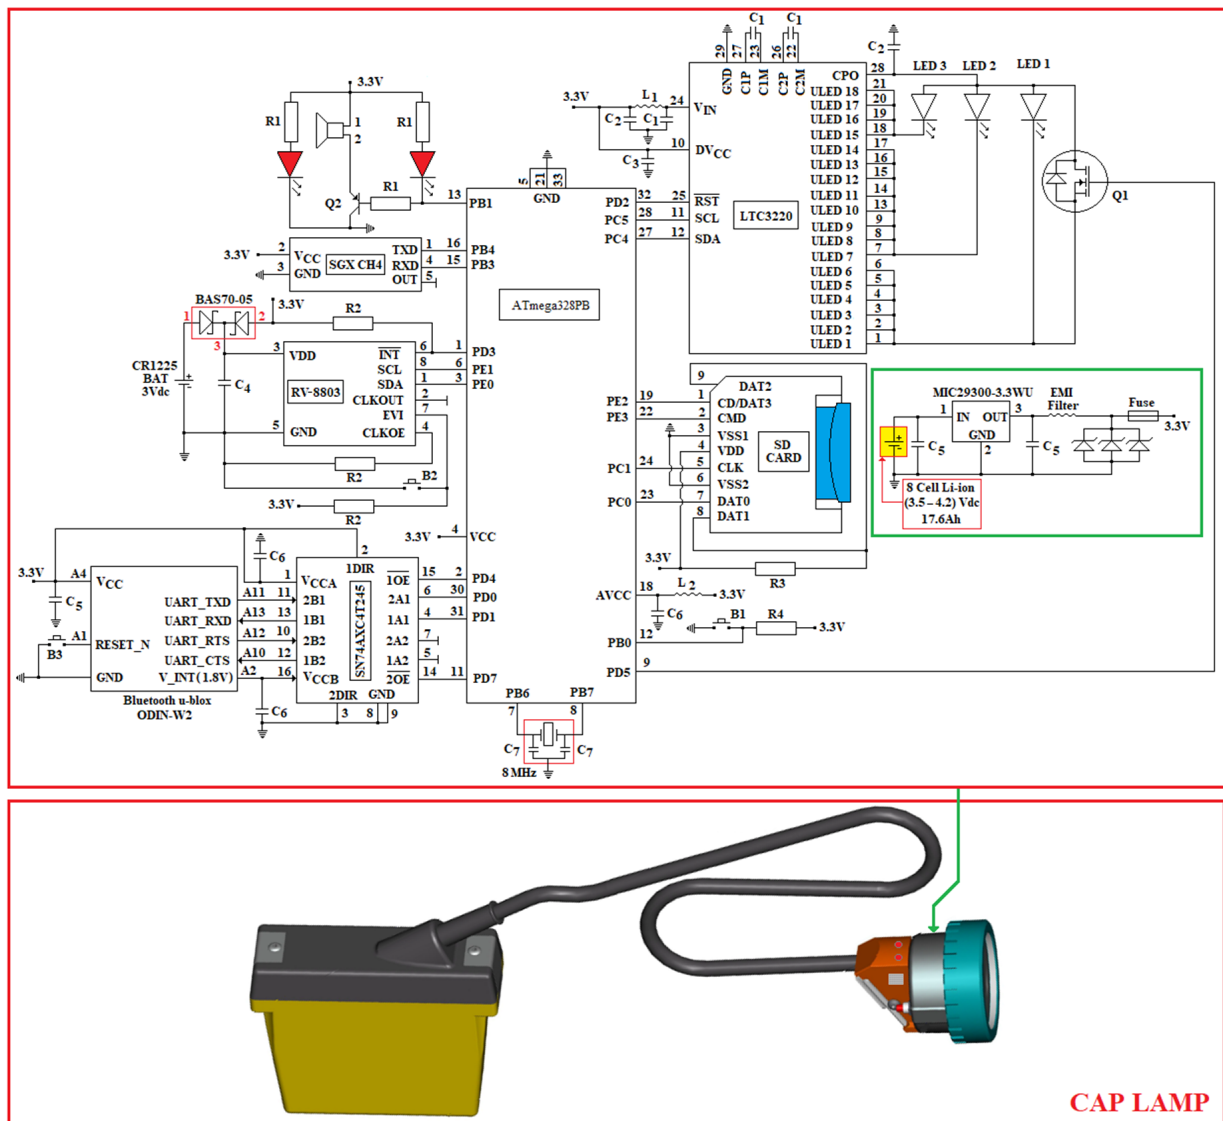 3.3V
R1
1
2
R1
Q2
R1
13
PB1
2
VCC
3
GND
3.3V
SGX CH4
TXD
RXD
OUT
1
4
5
16
15
PB4
PB3
BAS70-05
1
2
3
3.3V
R2
CR1225
BAT
3Vdc
C4
3
VDD
5
GND
RV-8803
INT
SCL
SDA
CLKOUT
EVI
CLKOE
6
8
1
2
7
4
1
6
3
PD3
PE1
PE0
R2
B2
3.3V
R2
3.3V
4
VCC
3.3V
A4
VCC
C5
B3
A1
RESET_N
GND
UART_TXD
UART_RXD
UART_RTS
UART_CTS
V_INT(1.8V)
A11
A13
A12
A10
A2
Bluetooth u-blox
ODIN-W2
C6
C6
1
11
13
10
12
16
2
1DIR
VCCA
2B1
1B1
2B2
1B2
VCCB
SN74AXC4T245
1OE
2A1
1A1
2A2
1A2
2OE
2DIR
GND
3
8
9
15
6
4
7
5
14
2
30
31
11
PD4
PD0
PD1
PD7
5
21
33
GND
ATmega328PB
PB6
PB7
7
8
C7
C7
8 MHz
PD2
PC5
PC4
32
28
27
25
11
12
RST
SCL
SDA
LTC3220
3.3V
L1
C2
C1
C3
24
VIN
10
DVCC
29
27
23
26
22
C1
C1
GND
C1P
C1M
C2P
C2M
CPO
ULED 18
ULED 17
ULED 16
ULED 15
ULED 14
ULED 13
ULED 12
ULED 11
ULED 10
ULED 9
ULED 8
ULED 7
ULED 6
ULED 5
ULED 4
ULED 3
ULED 2
ULED 1
28
21
20
19
18
17
16
15
14
13
9
8
7
6
5
4
3
2
1
C2
LED 3
LED 2
LED 1
Q1
PE2
PE3
PC1
PC0
19
22
24
23
9
1
2
3
4
5
6
7
8
DAT2
CD/DAT3
CMD
VSS1
VDD
CLK
VSS2
DAT0
DAT1
SD
CARD
3.3V
R3
AVCC
18
L2
3.3V
C6
PB0
12
B1
R4
3.3V
PD5
9
MIC29300-3.3WU
1
IN
OUT
3
GND
2
C5
C5
EMI
Filter
Fuse
3.3V
8 Cell Li-ion
(3.5 – 4.2) Vdc
17.6Ah
CAP LAMP